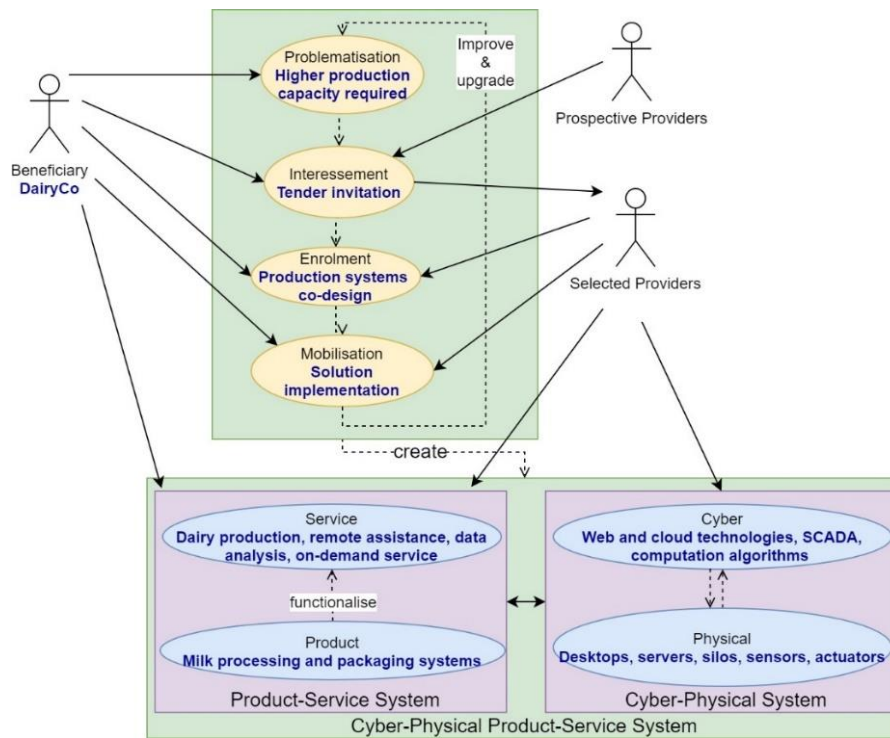 Problematisation
Higher production
capacity required
Improve
&
upgrade
Beneficiary
DairyCo
Prospective Providers
Interessement
Tender invitation
Enrolment
Production systems
co-design
Selected Providers
Mobilisation
Solution
implementation
create
Service
Dairy production, remote assistance, data
analysis, on-demand service
functionalise
Product
Milk processing and packaging systems
Product-Service System
Cyber
Web and cloud technologies, SCADA,
computation algorithms
Physical
Desktops, servers, silos, sensors, actuators
Cyber-Physical System
Cyber-Physical Product-Service System